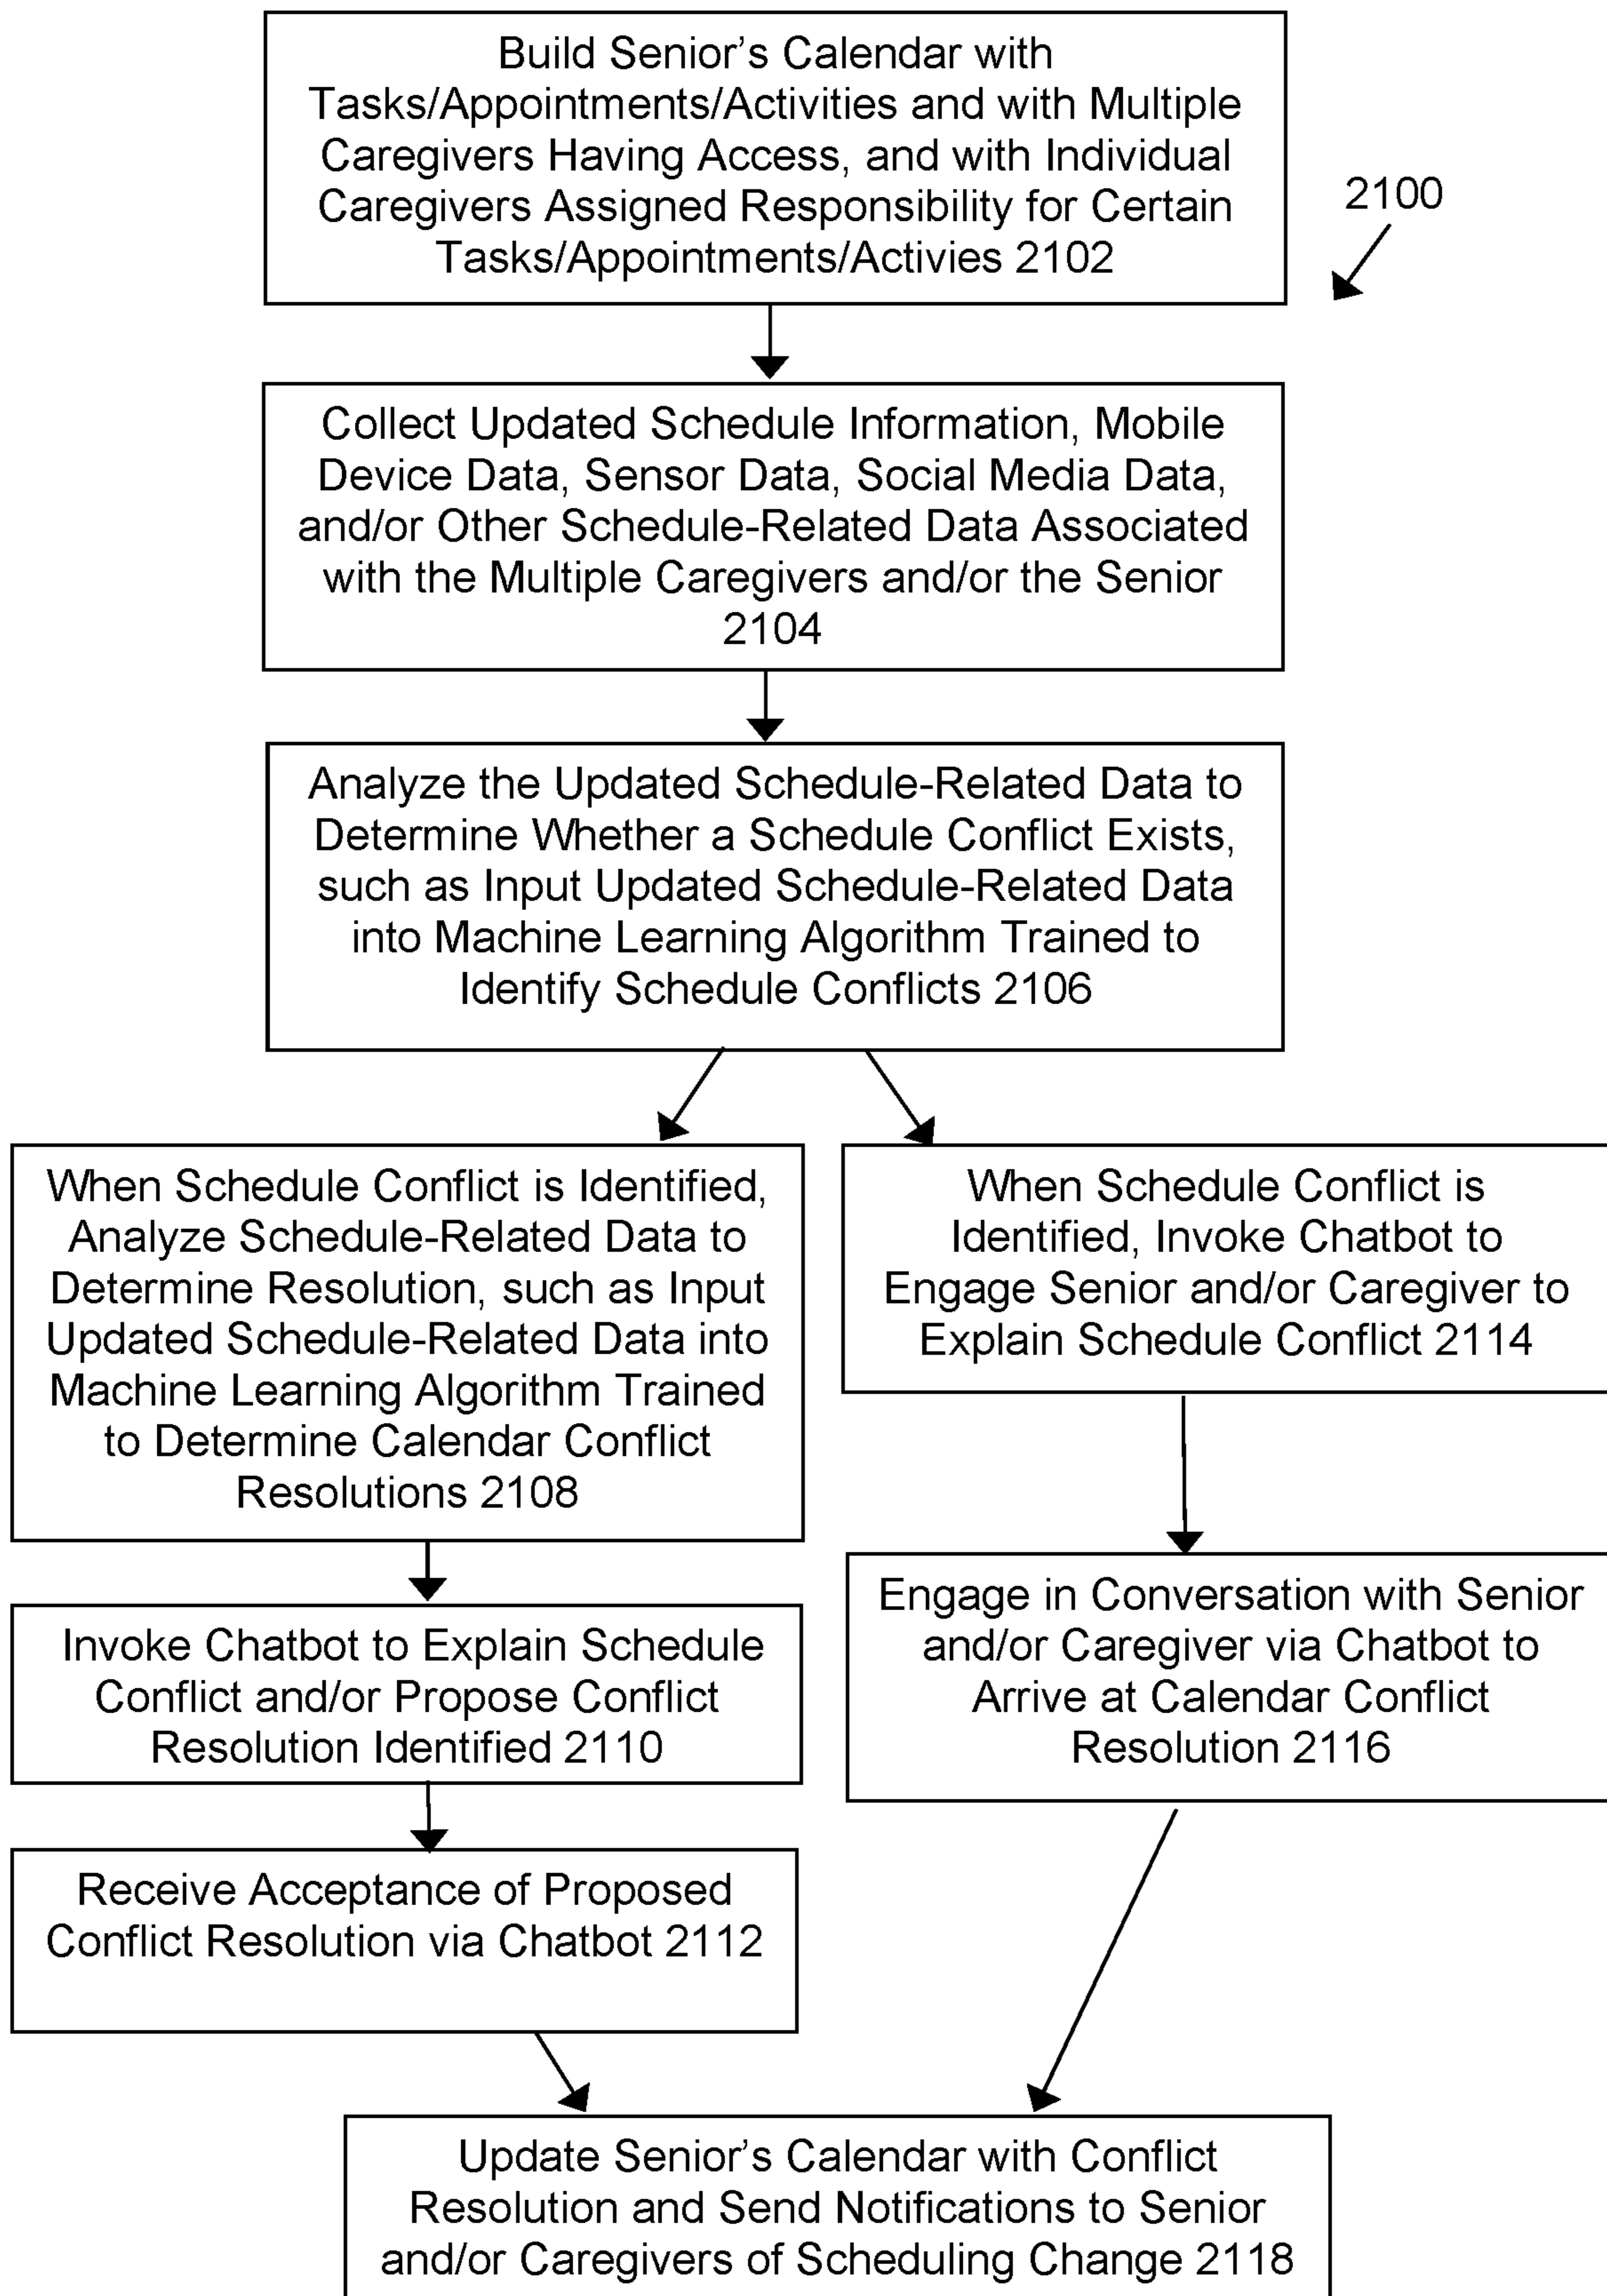 Build Senior's Calendar with
Tasks/Appointments/Activities and with Multiple
Caregivers Having Access, and with Individual
Caregivers Assigned Responsibility for Certain
Tasks/Appointments/Activies 2102
2100
Collect Updated Schedule Information, Mobile
Device Data, Sensor Data, Social Media Data,
and/or Other Schedule-Related Data Associated
with the Multiple Caregivers and/or the Senior
2104
Analyze the Updated Schedule-Related Data to
Determine Whether a Schedule Conflict Exists,
such as Input Updated Schedule-Related Data
into Machine Learning Algorithm Trained to
Identify Schedule Conflicts 2106
When Schedule Conflict is Identified,
Analyze Schedule-Related Data to
Determine Resolution, such as Input
Updated Schedule-Related Data into
Machine Learning Algorithm Trained
to Determine Calendar Conflict
Resolutions 2108
Invoke Chatbot to Explain Schedule
Conflict and/or Propose Conflict
Resolution Identified 2110
Receive Acceptance of Proposed
Conflict Resolution via Chatbot 2112
When Schedule Conflict is
Identified, Invoke Chatbot to
Engage Senior and/or Caregiver to
Explain Schedule Conflict 2114
Engage in Conversation with Senior
and/or Caregiver via Chatbot to
Arrive at Calendar Conflict
Resolution 2116
Update Senior's Calendar with Conflict
Resolution and Send Notifications to Senior
and/or Caregivers of Scheduling Change 2118